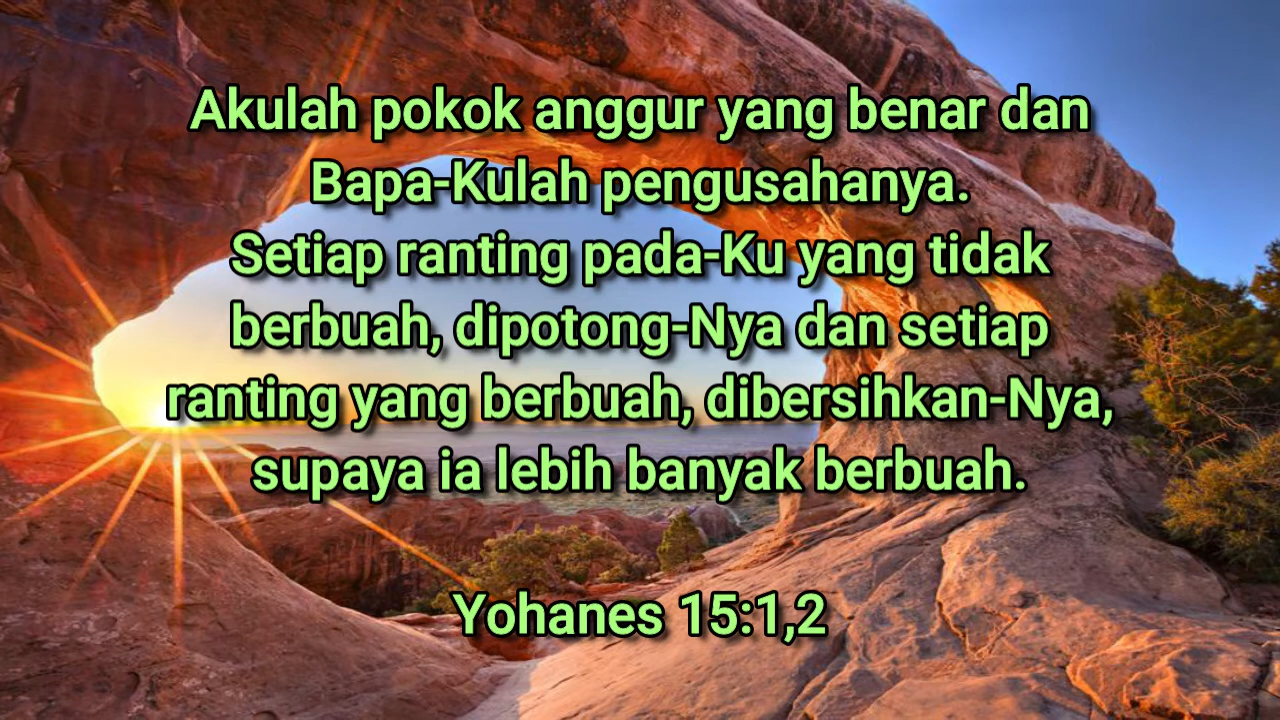 Akulah pokok anggur yang benar dan
Bapa-Kulah pengusahanya.
Setiap ranting pada-Ku yang tidak
berbuah, dipotong-Nya dan setiap
ranting yang berbuah, dibersihkan-Nya,
supaya ia lebih banyak berbuah.
Yohanes 15:1,2